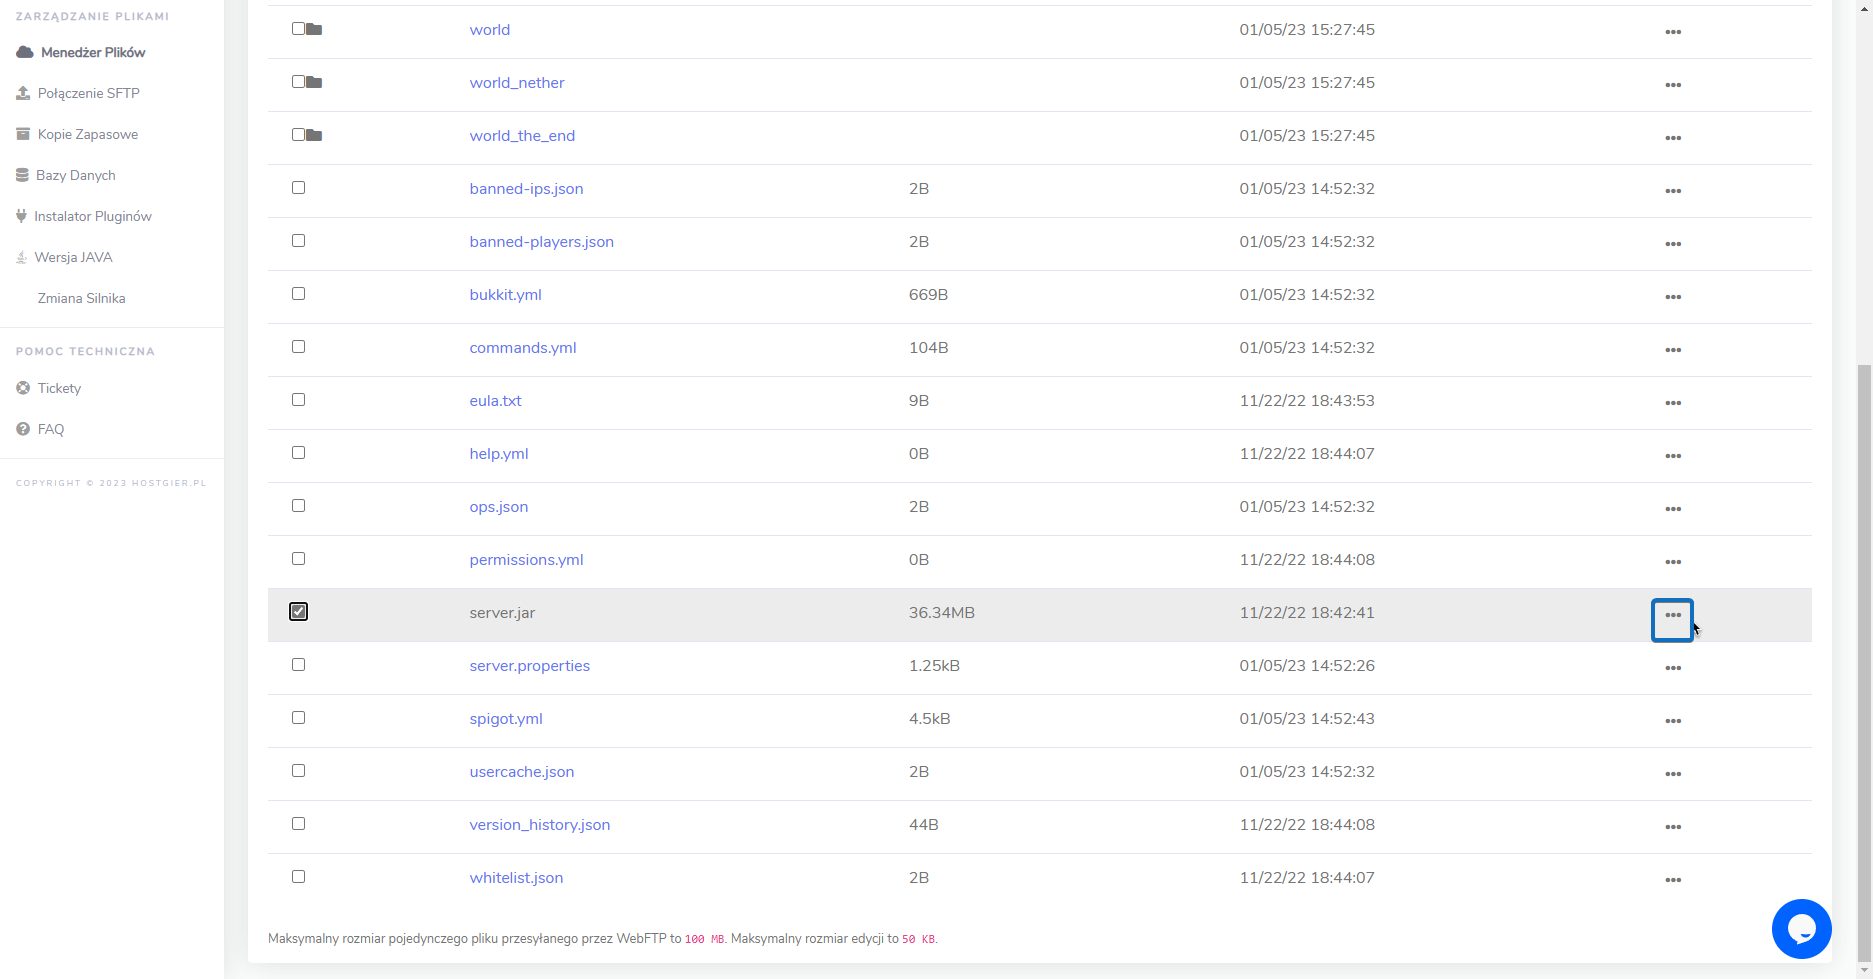 ZARZĄDZANIE PLIKAMI
Menedżer Plików
Połączenie SFTP
Kopie Zapasowe
Bazy Danych
Instalator Pluginów
Wersja JAVA
Zmiana Silnika
POMOC TECHNICZNA
Tickety
FAQ
COPYRIGHT © 2023 HOSTGIER.PL
world 01/05/23 15:27:45
world_nether 01/05/23 15:27:45
world_the_end 01/05/23 15:27:45
banned-ips.json 2B 01/05/23 14:52:32
banned-players.json 2B 01/05/23 14:52:32
bukkit.yml 669B 01/05/23 14:52:32
commands.yml 104B 01/05/23 14:52:32
eula.txt 9B 11/22/22 18:43:53
help.yml 0B 11/22/22 18:44:07
ops.json 2B 01/05/23 14:52:32
permissions.yml 0B 11/22/22 18:44:08
server.jar 36.34MB 11/22/22 18:42:41
server.properties 1.25kB 01/05/23 14:52:26
spigot.yml 4.5kB 01/05/23 14:52:43
usercache.json 2B 01/05/23 14:52:32
version_history.json 44B 11/22/22 18:44:08
whitelist.json 2B 11/22/22 18:44:07
Maksymalny rozmiar pojedynczego pliku przesyłanego przez WebFTP to 100 MB. Maksymalny rozmiar edycji to 50 KB.